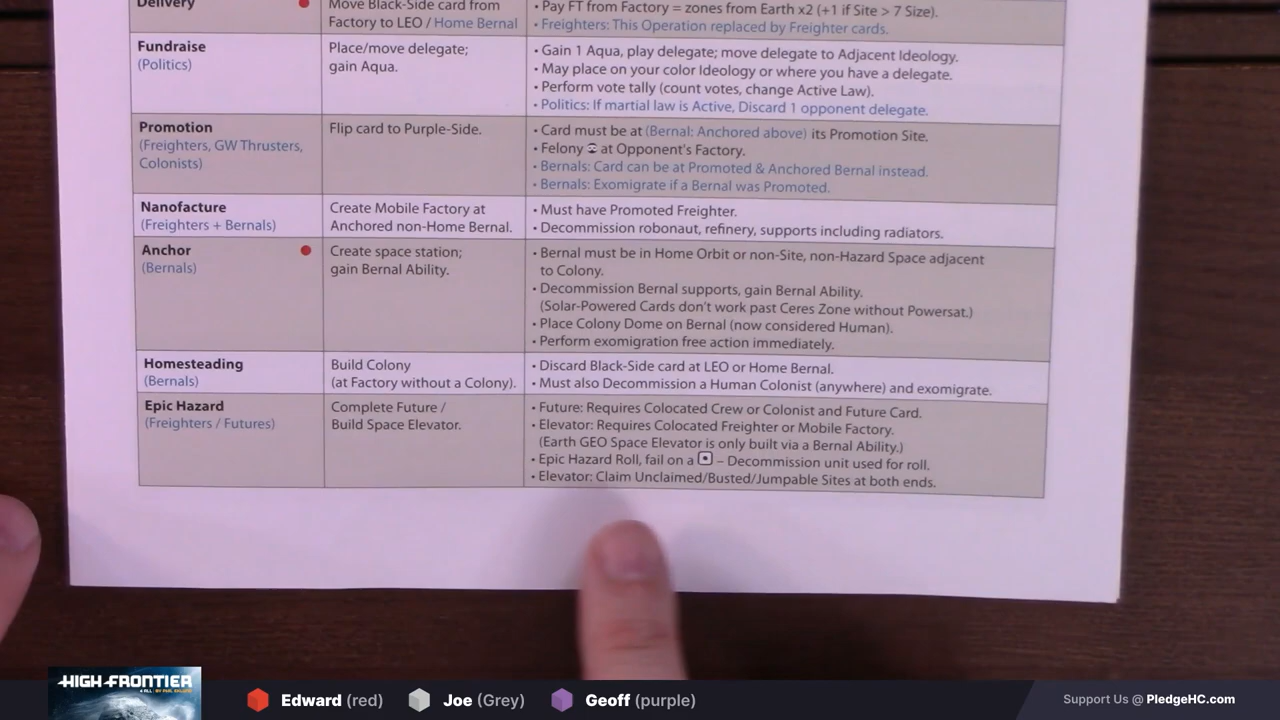 Delivery
Move Black-Side card from
Factory to LEO / Home Bernal
• Pay FT from Factory = zones from Earth x2 (+1 if Site > 7 Size).
• Freighters: This Operation replaced by Freighter cards.
Fundraise
(Politics)
Place/move delegate;
gain Aqua.
• Gain 1 Aqua, play delegate; move delegate to Adjacent Ideology.
• May place on your color Ideology or where you have a delegate.
• Perform vote tally (count votes, change Active Law).
• Politics: If martial law is Active, Discard 1 opponent delegate.
Promotion
(Freighters, GW Thrusters,
Colonists)
Flip card to Purple-Side.
• Card must be at (Bernal: Anchored above) its Promotion Site.
• Felony at Opponent's Factory.
• Bernals: Card can be at Promoted & Anchored Bernal instead.
• Bernals: Exomigrate if a Bernal was Promoted.
Nanofacture
(Freighters + Bernals)
Create Mobile Factory at
Anchored non-Home Bernal.
• Must have Promoted Freighter.
• Decommission robonaut, refinery, supports including radiators.
Anchor
(Bernals)
Create space station;
gain Bernal Ability.
• Bernal must be in Home Orbit or non-Site, non-Hazard Space adjacent
to Colony.
• Decommission Bernal supports, gain Bernal Ability.
(Solar-Powered Cards don't work past Ceres Zone without Powersat.)
• Place Colony Dome on Bernal (now considered Human).
• Perform exomigration free action immediately.
Homesteading
(Bernals)
Build Colony
(at Factory without a Colony).
• Discard Black-Side card at LEO or Home Bernal.
• Must also Decommission a Human Colonist (anywhere) and exomigrate.
Epic Hazard
(Freighters / Futures)
Complete Future /
Build Space Elevator.
• Future: Requires Colocated Crew or Colonist and Future Card.
• Elevator: Requires Colocated Freighter or Mobile Factory.
(Earth GEO Space Elevator is only built via a Bernal Ability.)
• Epic Hazard Roll, fail on a – Decommission unit used for roll.
• Elevator: Claim Unclaimed/Busted/Jumpable Sites at both ends.
HIGH FRONTIER
4 ALL
Edward (red)
Joe (Grey)
Geoff (purple)
Support Us @ PledgeHC.com